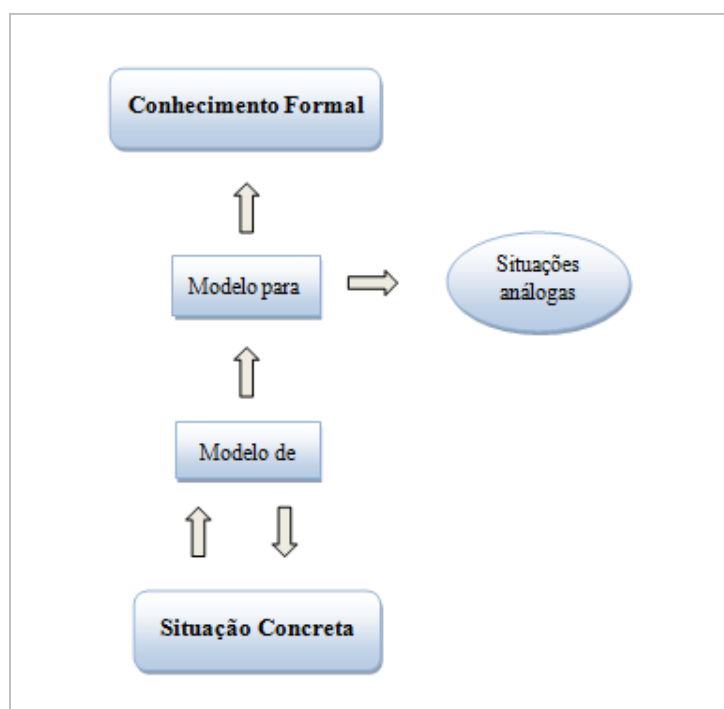 Conhecimento Formal
Modelo para
Situações
análogas
Modelo de
Situação Concreta